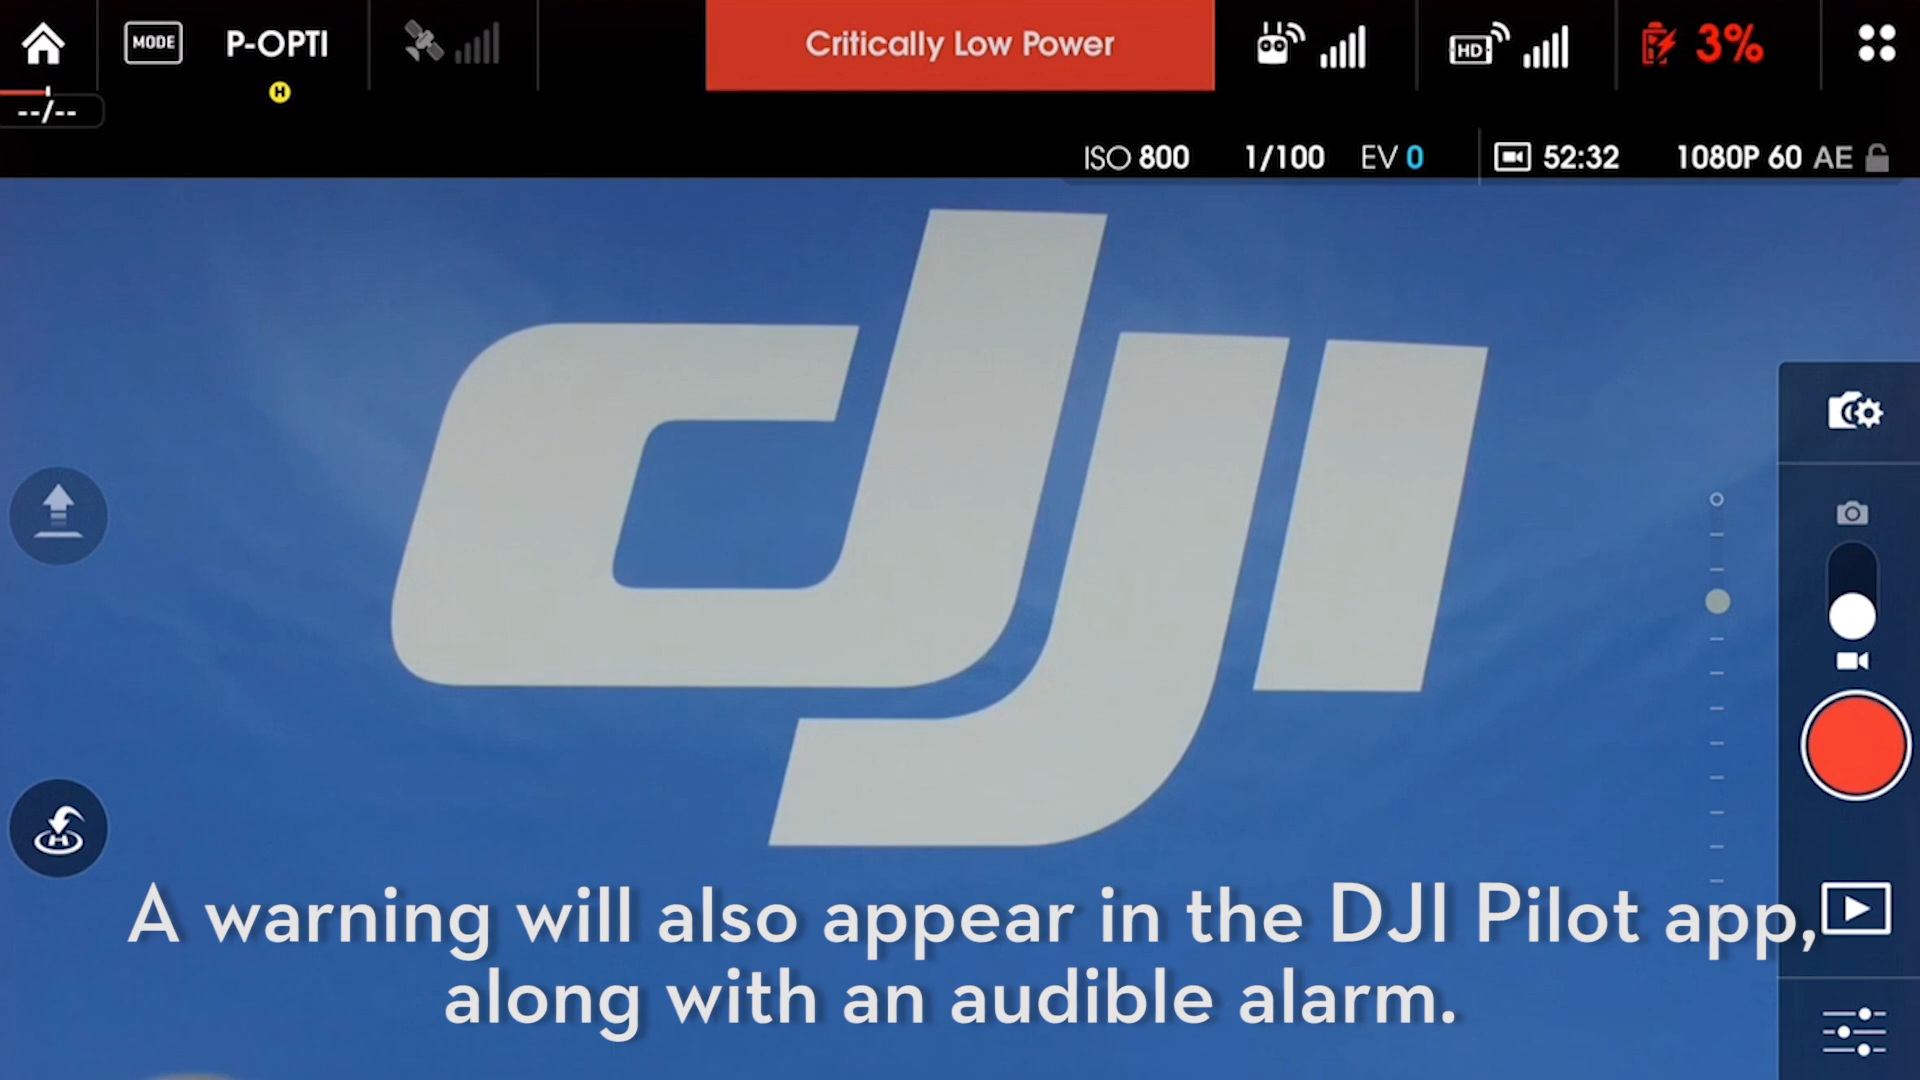 MODE
P-OPTI
H
Critically Low Power
HD
3%
--/--
ISO 800
1/100
EV 0
52:32
1080P 60
AE
dji
H
A warning will also appear in the DJI Pilot app,
along with an audible alarm.